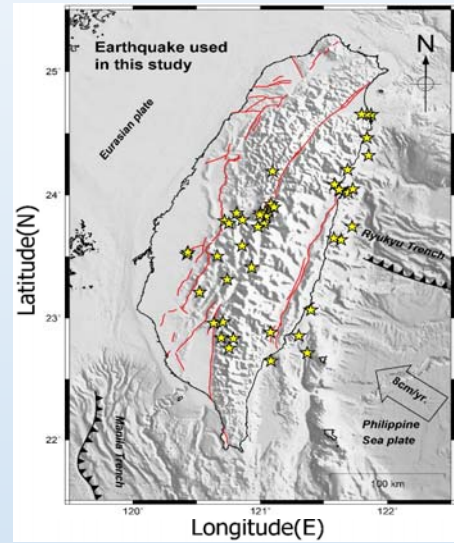 Earthquake used
in this study
N
25°
Eurasian plate
24°
Latitude(N)
Ryukyu Trench
23°
8cm/yr.
Philippine
Sea plate
Manila Trench
22°
100 km
120°
121°
122°
Longitude(E)